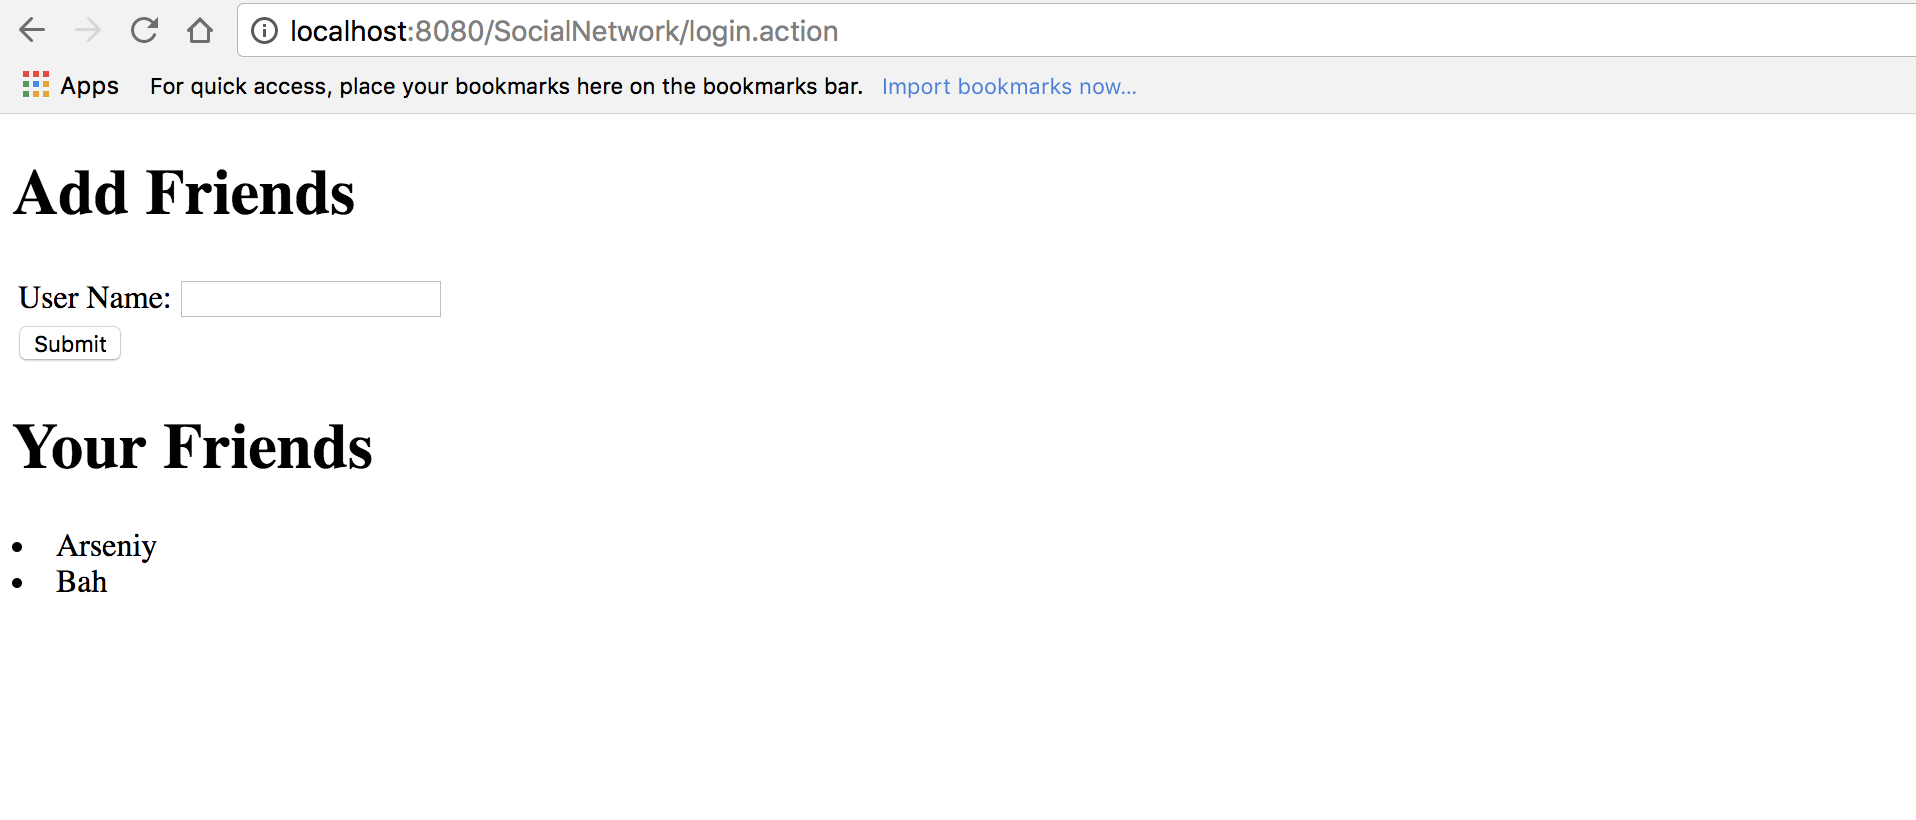 localhost:8080/SocialNetwork/login.action
Apps For quick access, place your bookmarks here on the bookmarks bar. Import bookmarks now...
Add Friends
User Name:
Submit
Your Friends
• Arseniy
• Bah